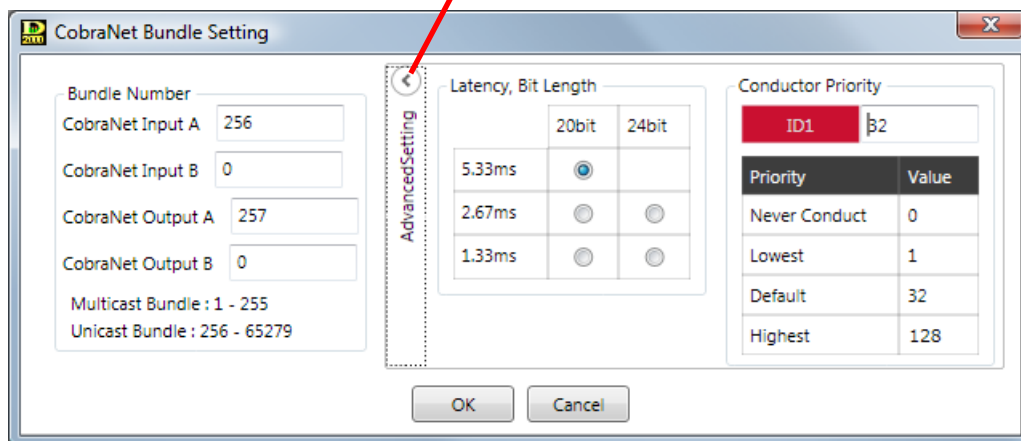 CobraNet Bundle Setting
Bundle Number
CobraNet Input A 256
CobraNet Input B 0
CobraNet Output A 257
CobraNet Output B 0
Multicast Bundle : 1 - 255
Unicast Bundle : 256 - 65279
AdvancedSetting
Latency, Bit Length
20bit 24bit
5.33ms
2.67ms
1.33ms
Conductor Priority
ID1 32
Priority Value
Never Conduct 0
Lowest 1
Default 32
Highest 128
OK Cancel